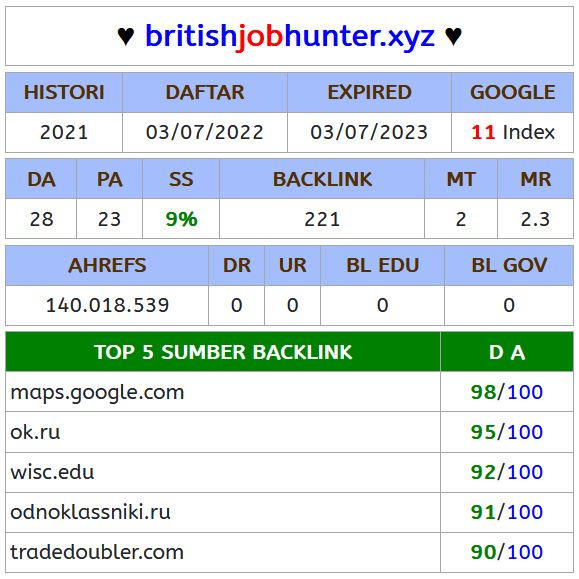 ♥ britishjobhunter.xyz ♥
HISTORI DAFTAR EXPIRED GOOGLE
2021 03/07/2022 03/07/2023 11 Index
DA PA SS BACKLINK MT MR
28 23 9% 221 2 2.3
AHREFS DR UR BL EDU BL GOV
140.018.539 0 0 0 0
TOP 5 SUMBER BACKLINK D A
maps.google.com 98/100
ok.ru 95/100
wisc.edu 92/100
odnoklassniki.ru 91/100
tradedoubler.com 90/100